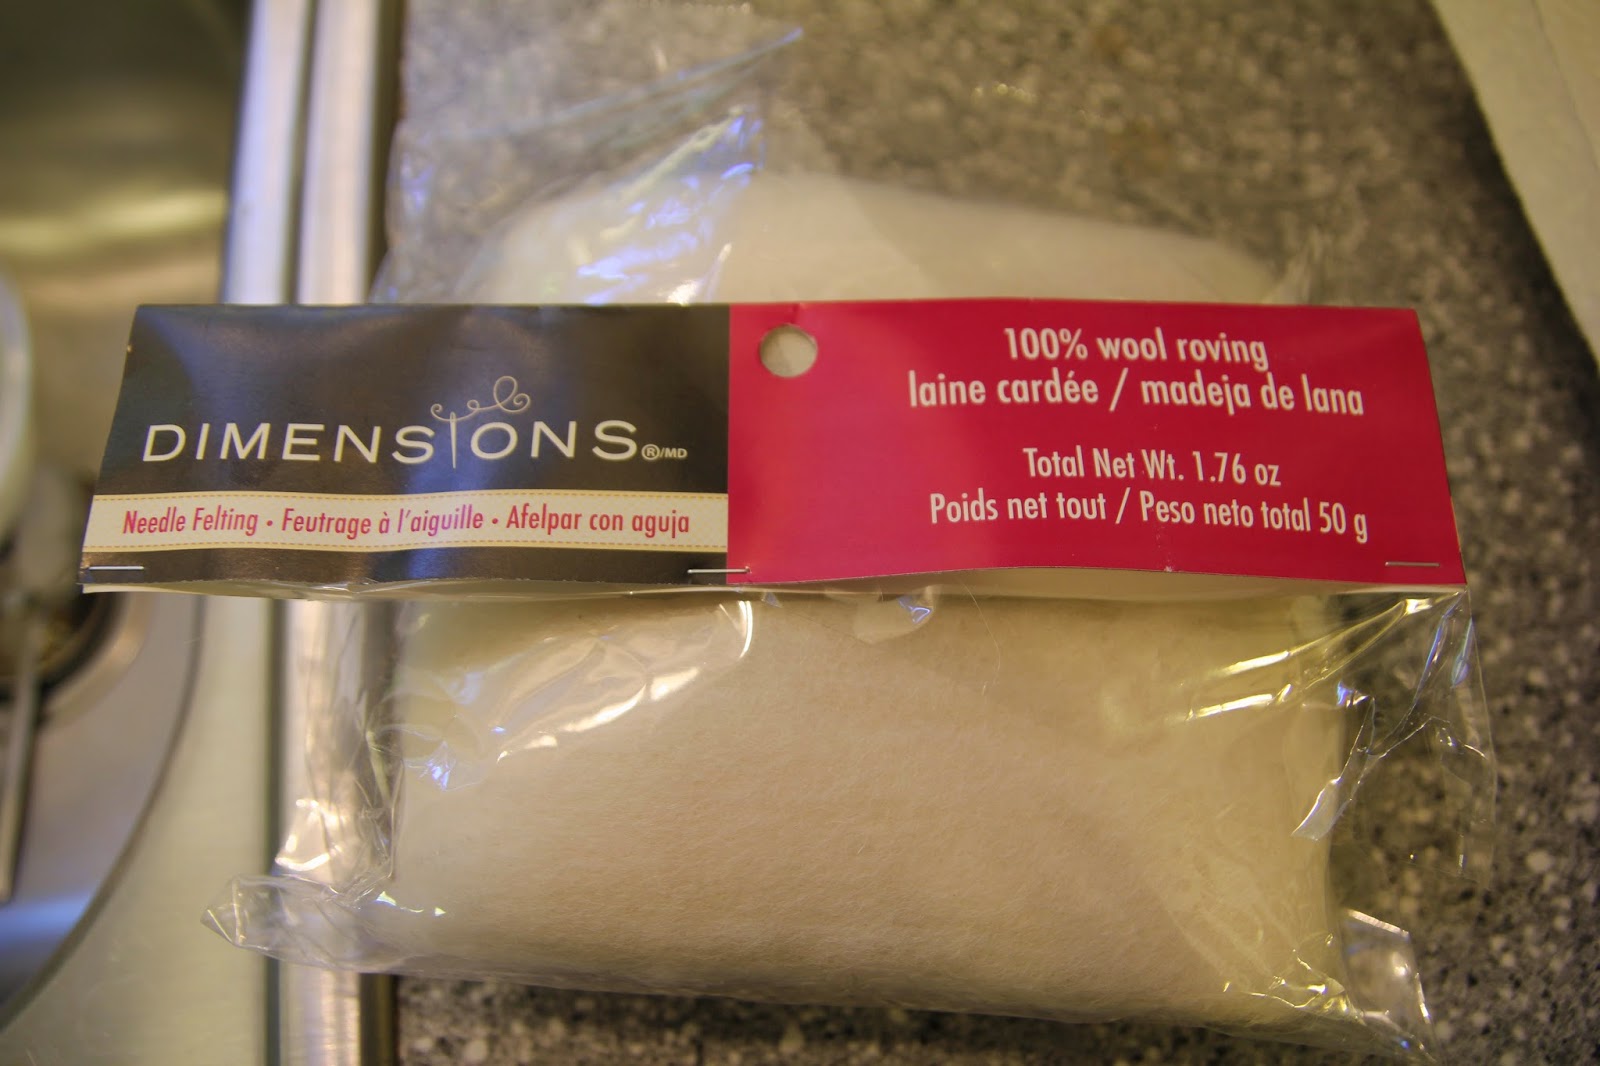 DIMENSIONS®/MD
Needle Felting • Feutrage à l'aiguille • Afelpar con aguja
100% wool roving
laine cardée / madeja de lana
Total Net Wt. 1.76 oz
Poids net tout / Peso neto total 50 g